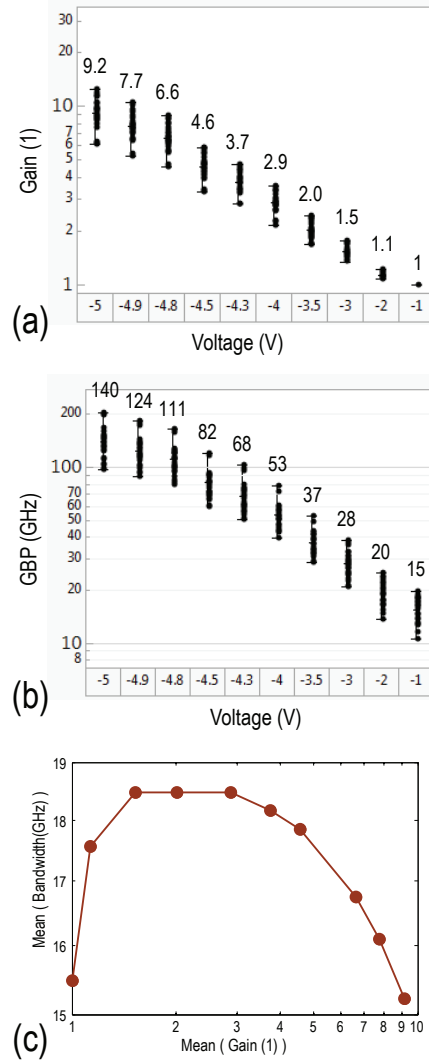 30
20
10
7
6
5
4
3
2
1
Gain (1)
9.2 7.7 6.6 4.6 3.7 2.9 2.0 1.5 1.1 1
-5 -4.9 -4.8 -4.5 -4.3 -4 -3.5 -3 -2 -1
(a)
Voltage (V)
200
100
70
60
50
40
30
20
10
8
GBP (GHz)
140 124 111 82 68 53 37 28 20 15
-5 -4.9 -4.8 -4.5 -4.3 -4 -3.5 -3 -2 -1
(b)
Voltage (V)
19
18
17
16
15
Mean ( Bandwidth(GHz) )
1 2 3 4 5 6 7 8 9 10
Mean ( Gain (1) )
(c)